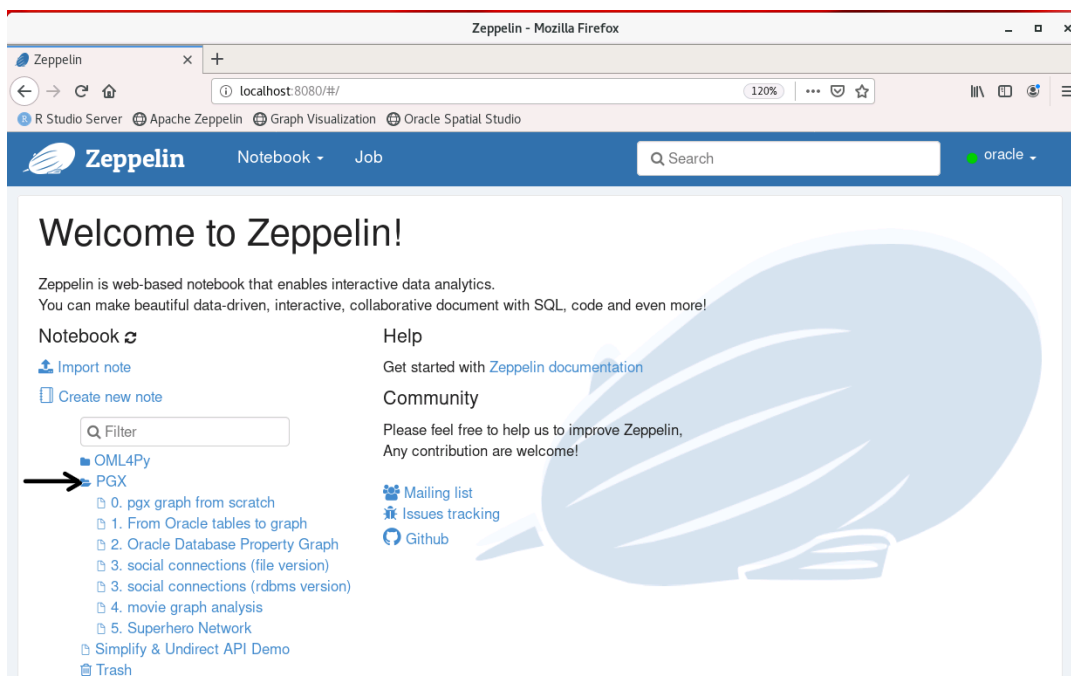 Zeppelin - Mozilla Firefox
Zeppelin
localhost:8080/#/
120%
R Studio Server Apache Zeppelin Graph Visualization Oracle Spatial Studio
Zeppelin Notebook Job Search oracle
Welcome to Zeppelin!
Zeppelin is web-based notebook that enables interactive data analytics.
You can make beautiful data-driven, interactive, collaborative document with SQL, code and even more!
Notebook
Import note
Create new note
Filter
OML4Py
PGX
0. pgx graph from scratch
1. From Oracle tables to graph
2. Oracle Database Property Graph
3. social connections (file version)
3. social connections (rdbms version)
4. movie graph analysis
5. Superhero Network
Simplify & Undirect API Demo
Trash
Help
Get started with Zeppelin documentation
Community
Please feel free to help us to improve Zeppelin,
Any contribution are welcome!
Mailing list
Issues tracking
Github